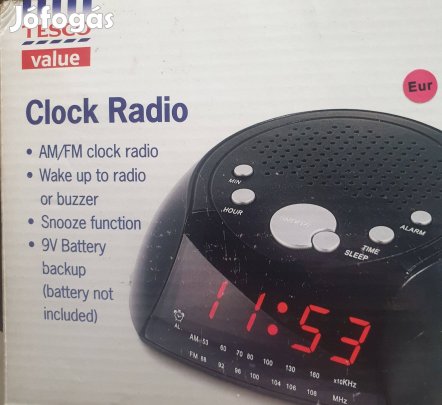 Jófogás
TESCO
value
Eur
Clock Radio
• AM/FM clock radio
• Wake up to radio
or buzzer
• Snooze function
• 9V Battery
backup
(battery not
included)
MIN
HOUR
SNOOZE
TIME
SLEEP
ALARM
11:53
AL
AM 53 60 70 80 100 130 160 x10KHz
FM 88 92 96 100 104 106 108 MHz